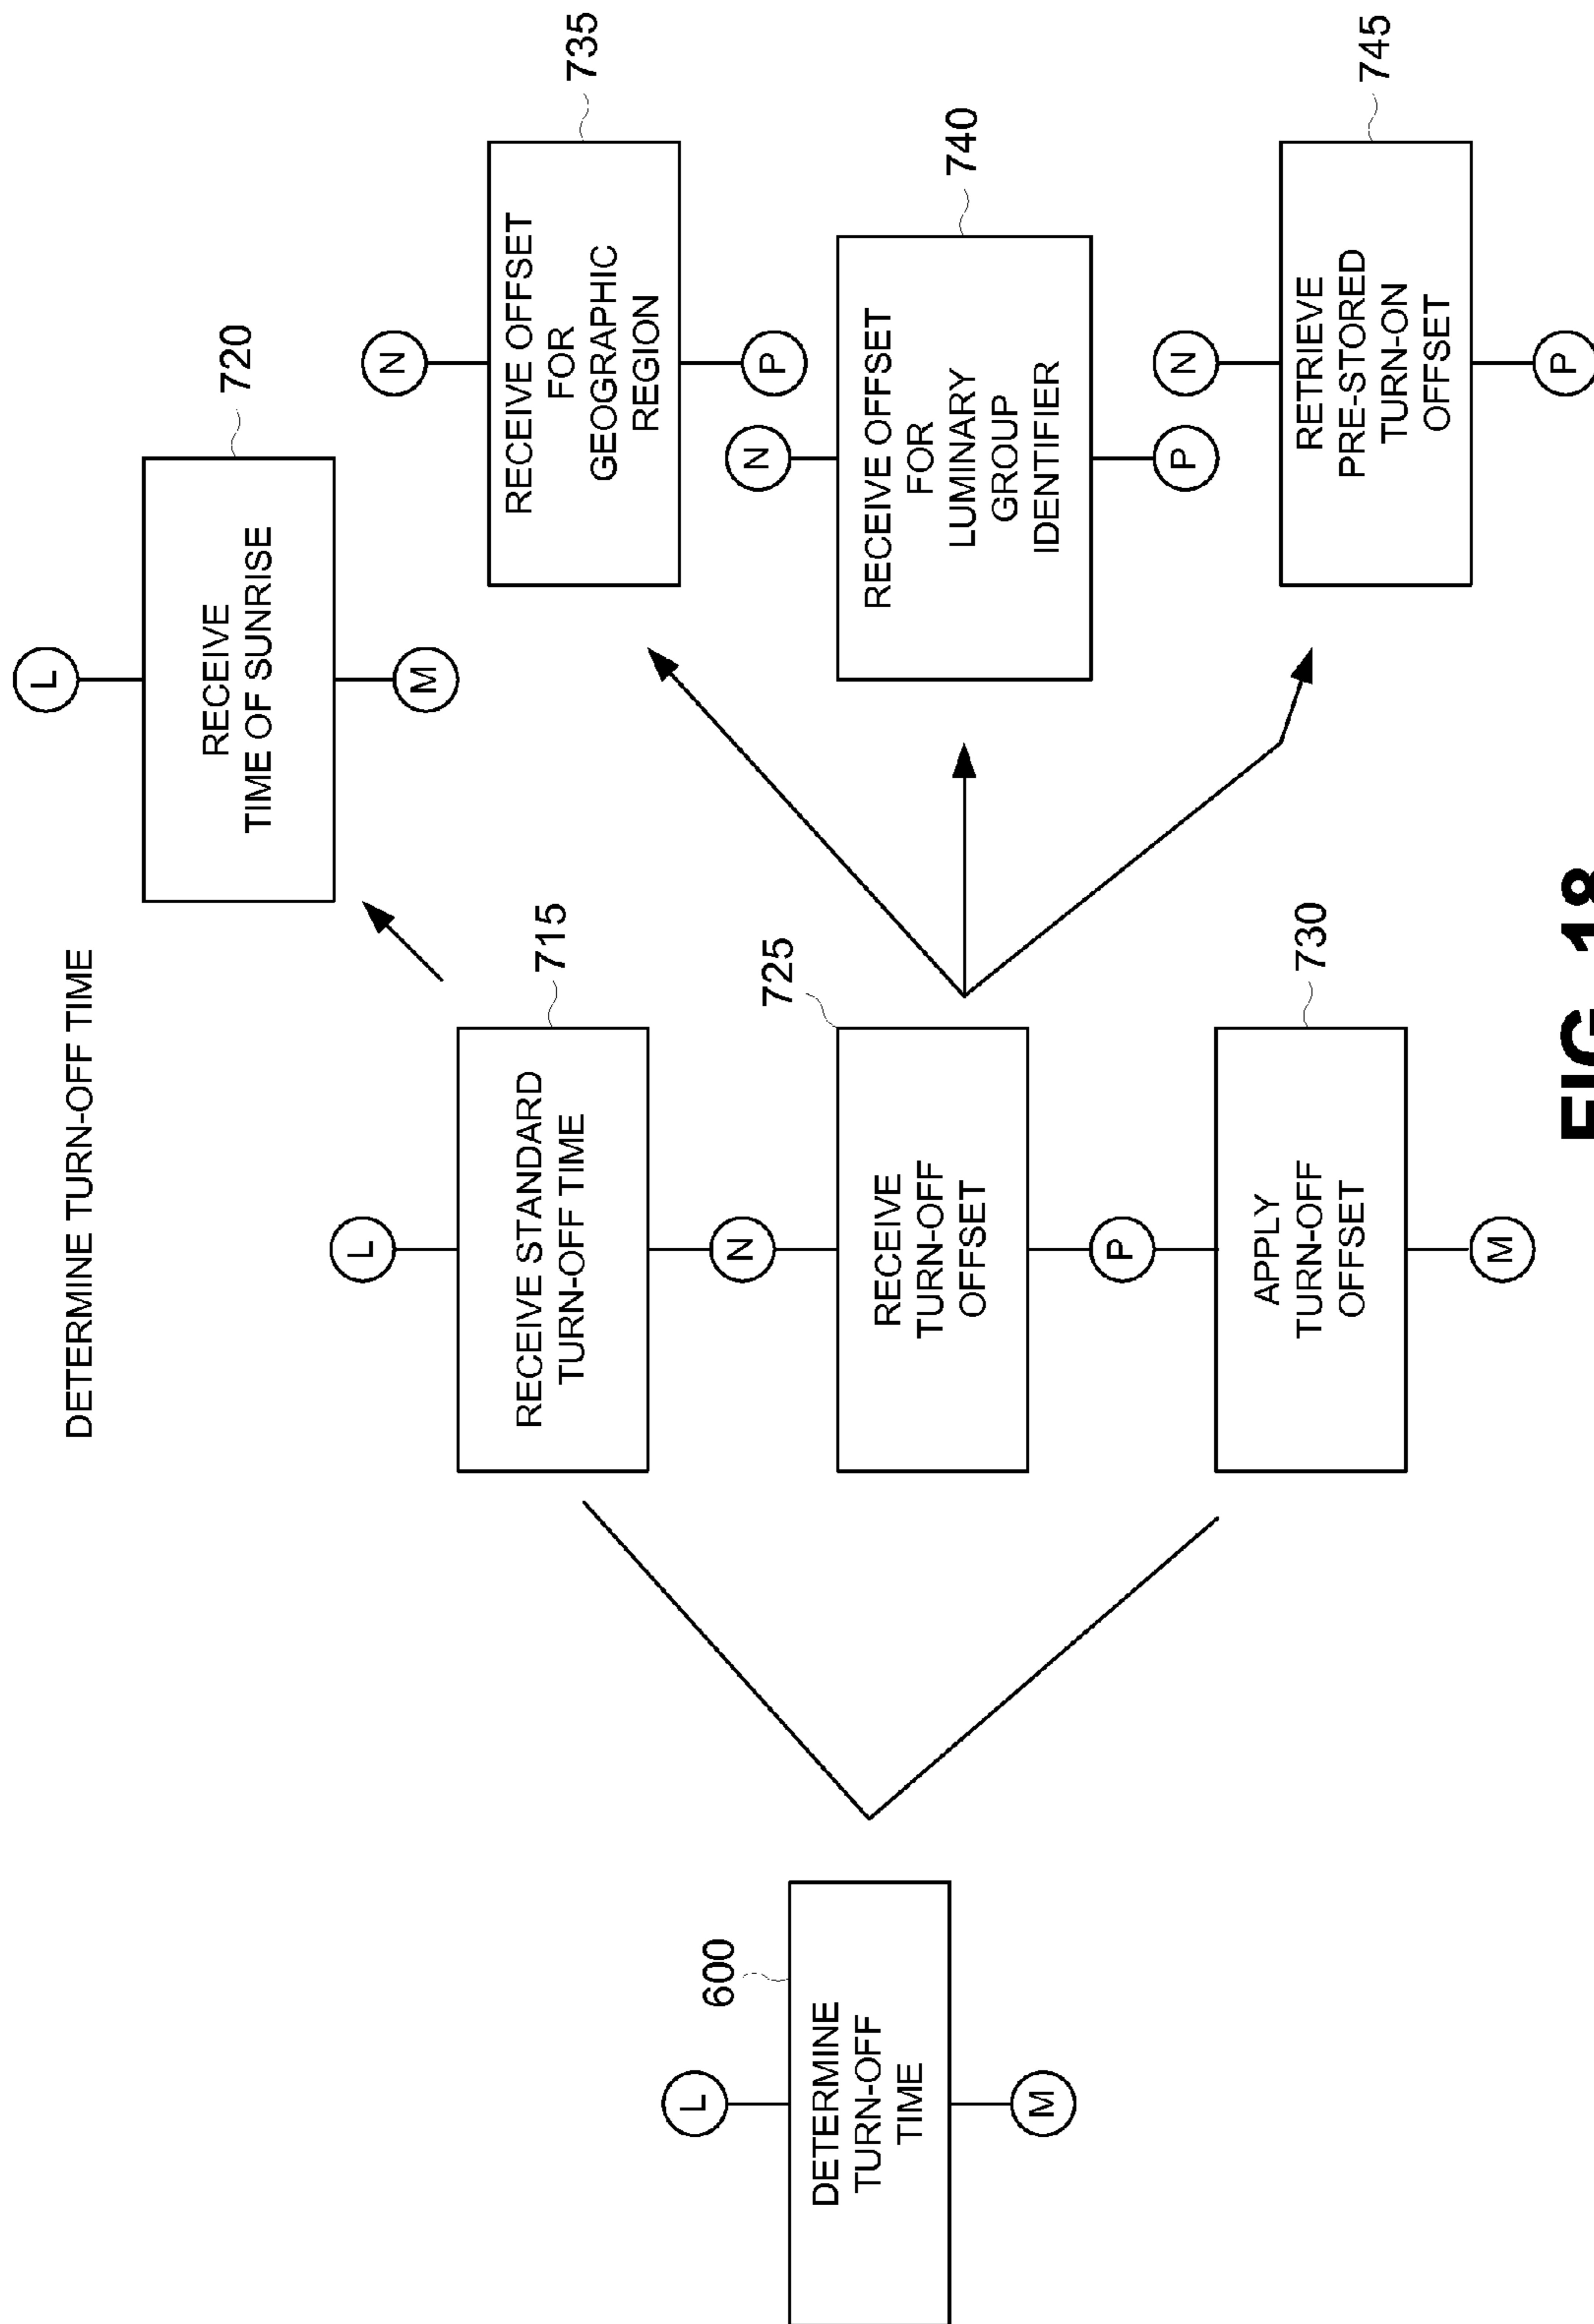 DETERMINE TURN-OFF TIME
L
DETERMINE
TURN-OFF
TIME
600
M
L
RECEIVE STANDARD
TURN-OFF TIME
715
N
RECEIVE
TURN-OFF
OFFSET
725
P
APPLY
TURN-OFF
OFFSET
730
M
L
RECEIVE
TIME OF SUNRISE
720
M
N
RECEIVE OFFSET
FOR
GEOGRAPHIC
REGION
735
P
N
RECEIVE OFFSET
FOR
LUMINARY
GROUP
IDENTIFIER
740
P
N
RETRIEVE
PRE-STORED
TURN-ON
OFFSET
745
P
FIG. 18